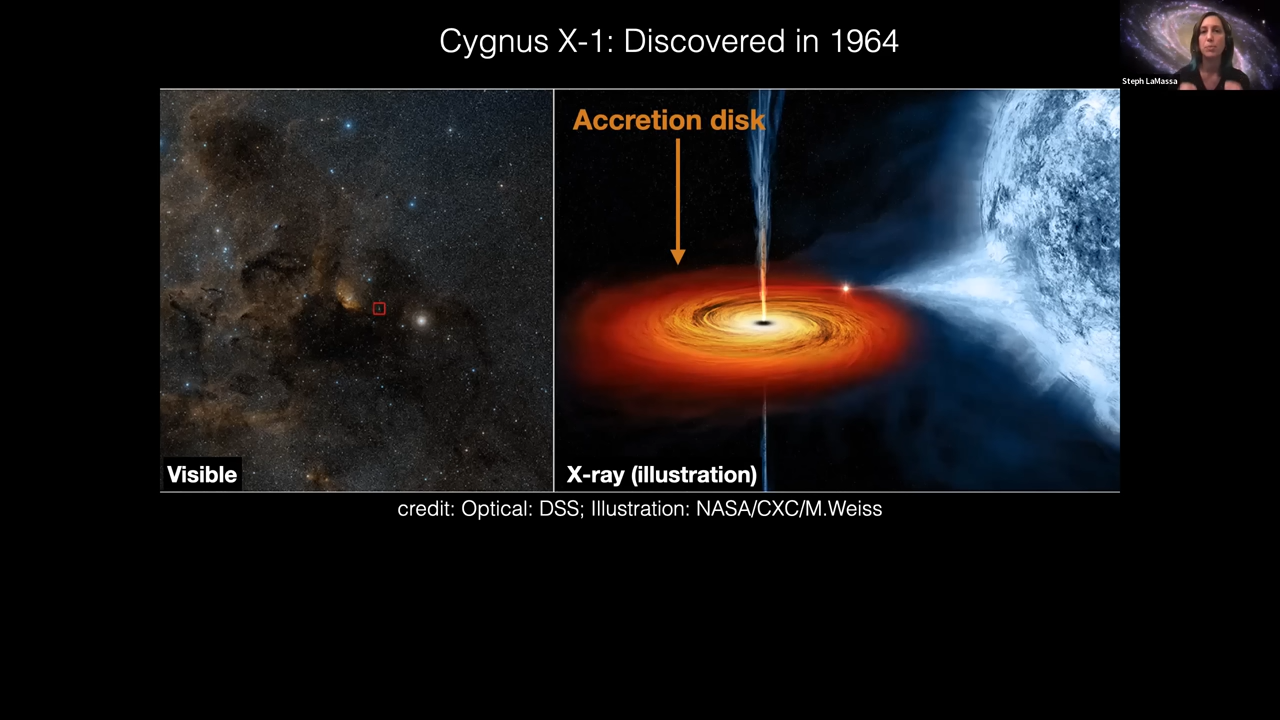 Cygnus X-1: Discovered in 1964
Steph LaMassa
Accretion disk
Visible
X-ray (illustration)
credit: Optical: DSS; Illustration: NASA/CXC/M.Weiss